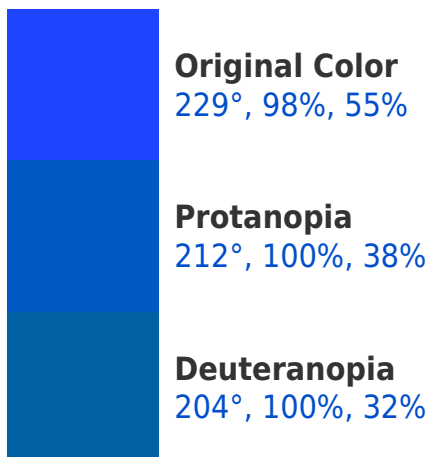 Original Color
229°, 98%, 55%
Protanopia
212°, 100%, 38%
Deuteranopia
204°, 100%, 32%